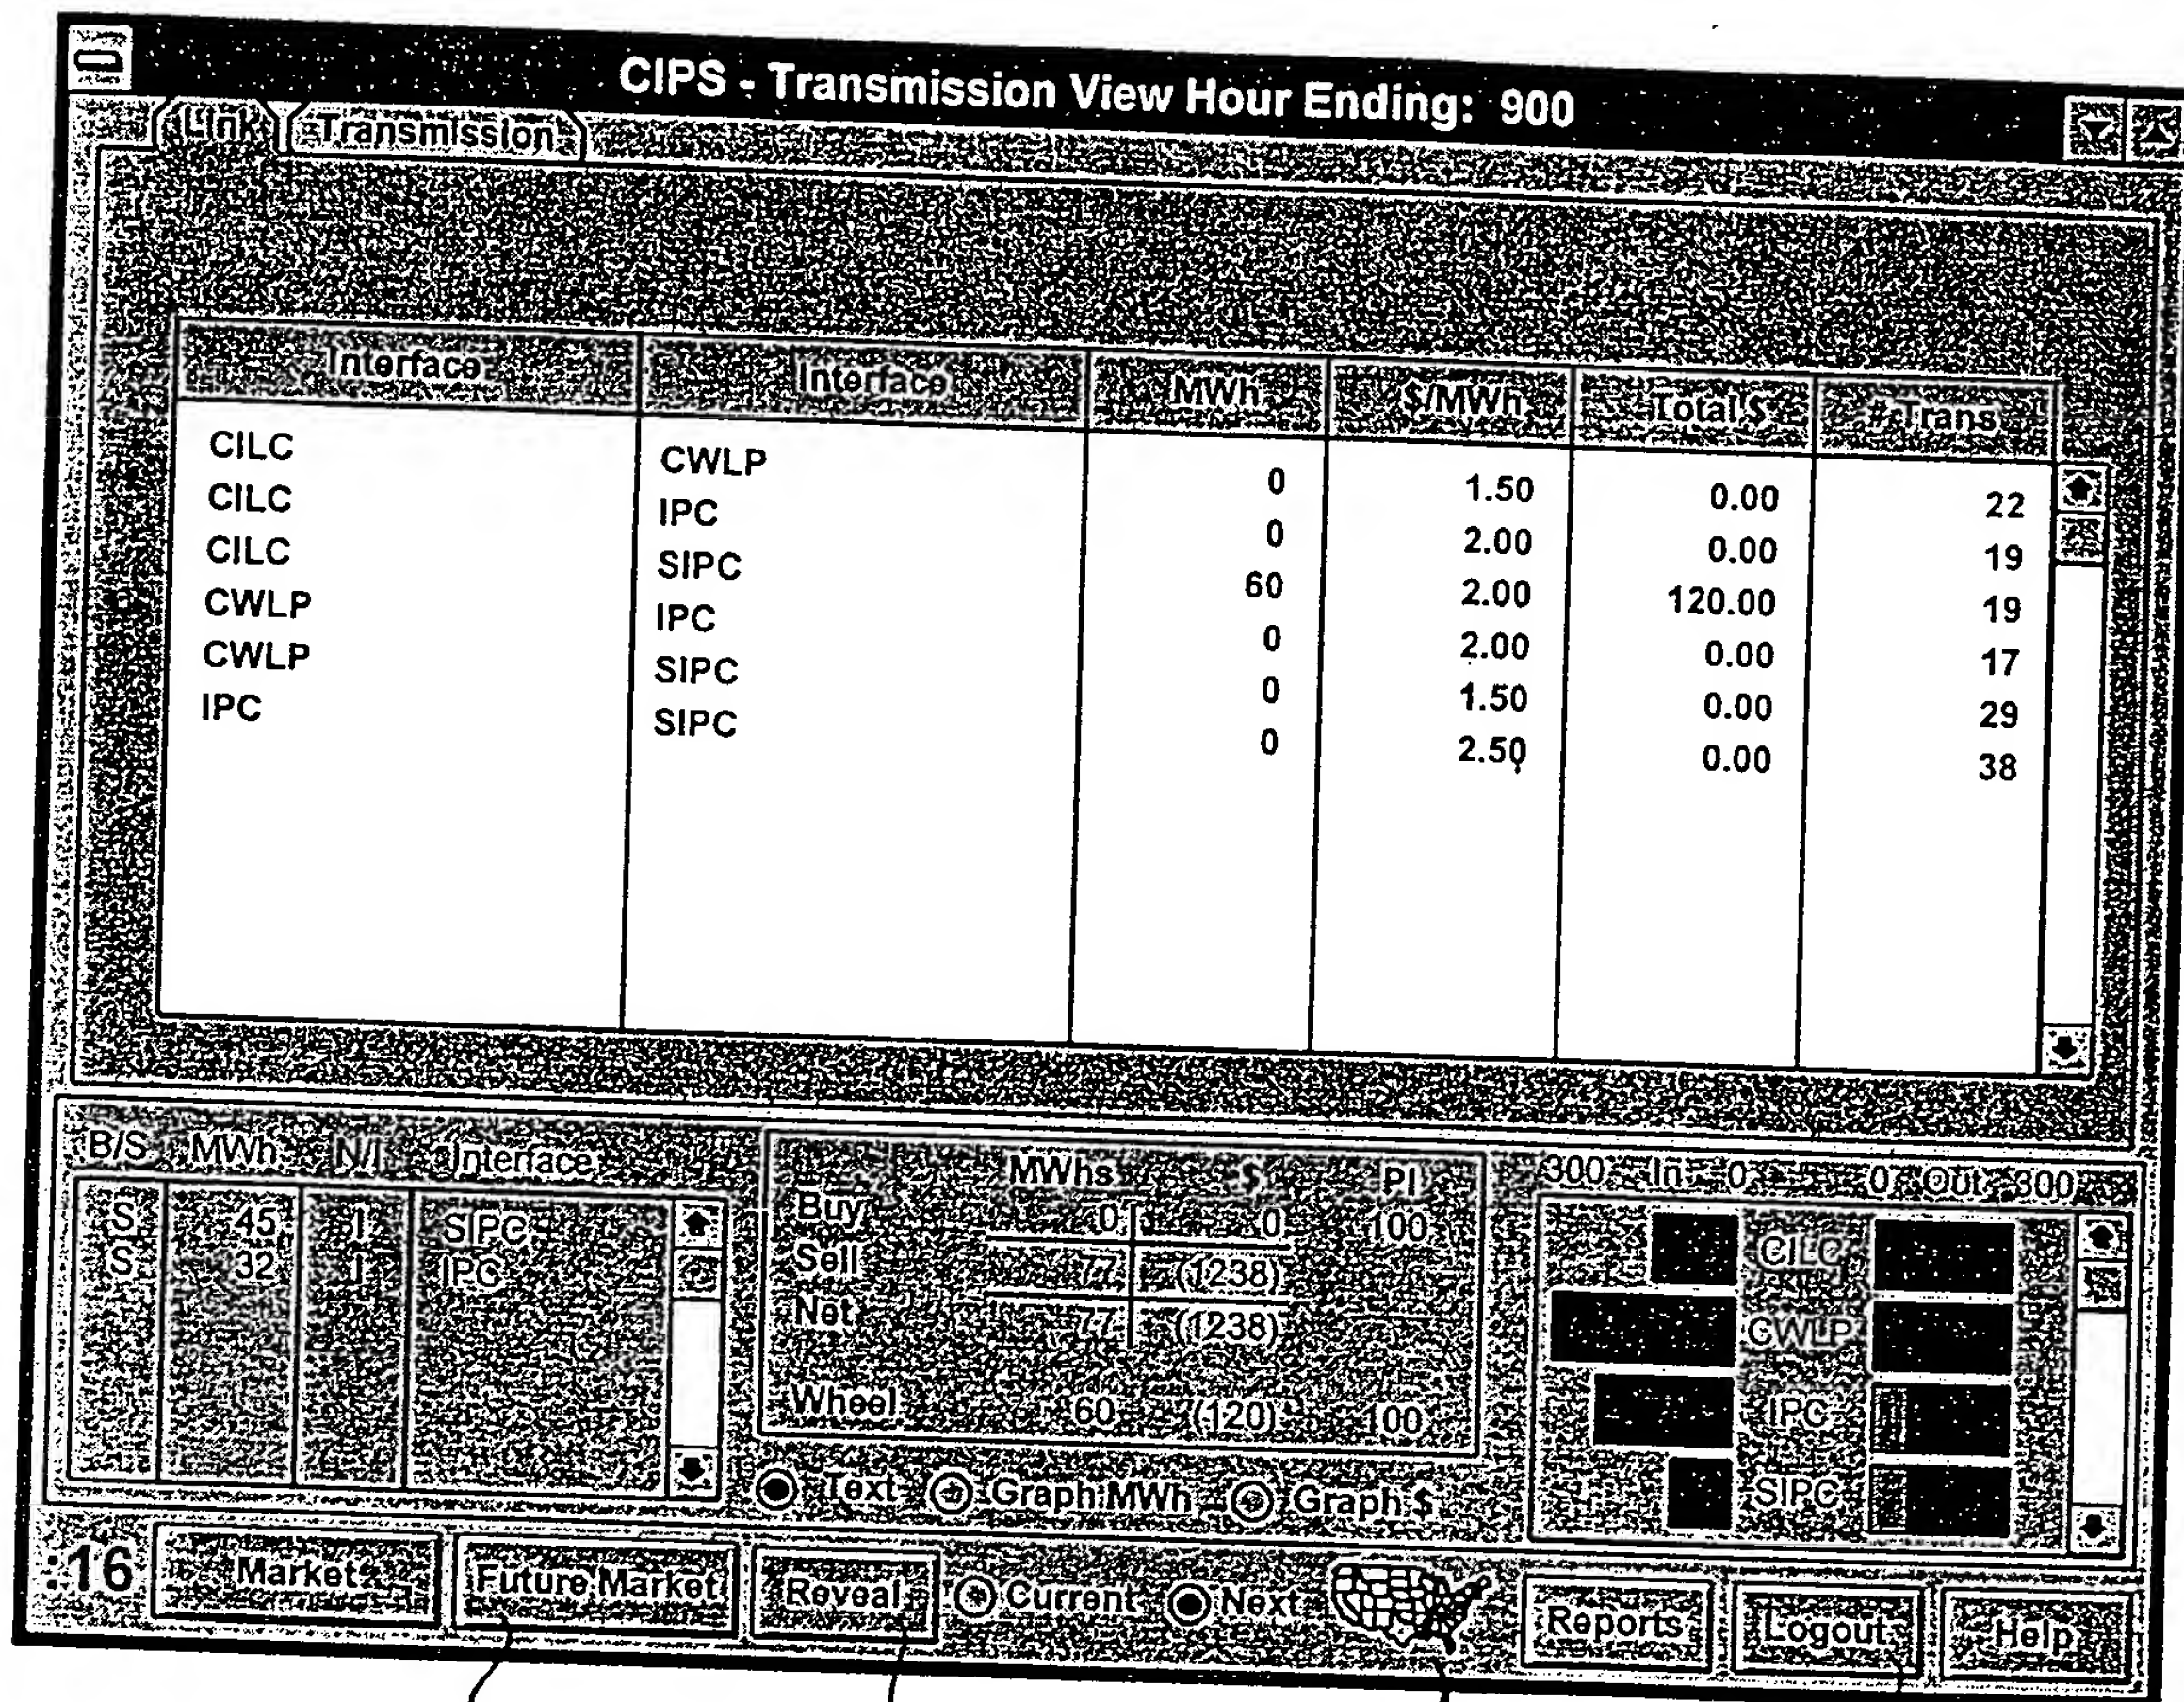 CIPS - Transmission View Hour Ending: 900
Link Transmission
Interface Interface MWh $/MWh Total $ # Trans
CILC CWLP 0 1.50 0.00 22
CILC IPC 0 2.00 0.00 19
CILC SIPC 60 2.00 120.00 19
CWLP IPC 0 2.00 0.00 17
CWLP SIPC 0 1.50 0.00 29
IPC SIPC 0 2.50 0.00 38
B/S MWh N/I Interface
S 45 I SIPC
S 32 I IPC
MWhs $ PI
Buy 0 0 100
Sell 77 (1238)
Net 77 (1238)
Wheel 60 (120) 100
Text Graph MWh Graph $
300 In 0 0 Out 300
CILC
CWLP
IPC
SIPC
:16 Market Future Market Reveal Current Next Reports Logout Help